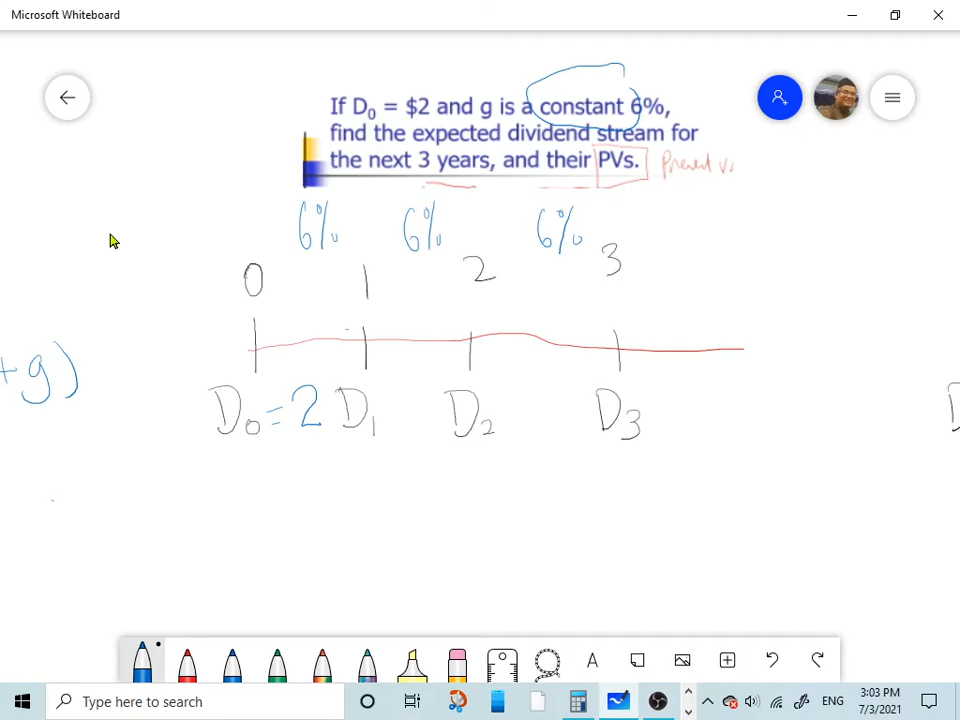 Microsoft Whiteboard
If D0 = $2 and g is a constant 6%,
find the expected dividend stream for
the next 3 years, and their PVs.
6% 6% 6%
0 1 2 3
+g)
D0 = 2 D1 D2 D3
A
Type here to search
ENG
3:03 PM
7/3/2021